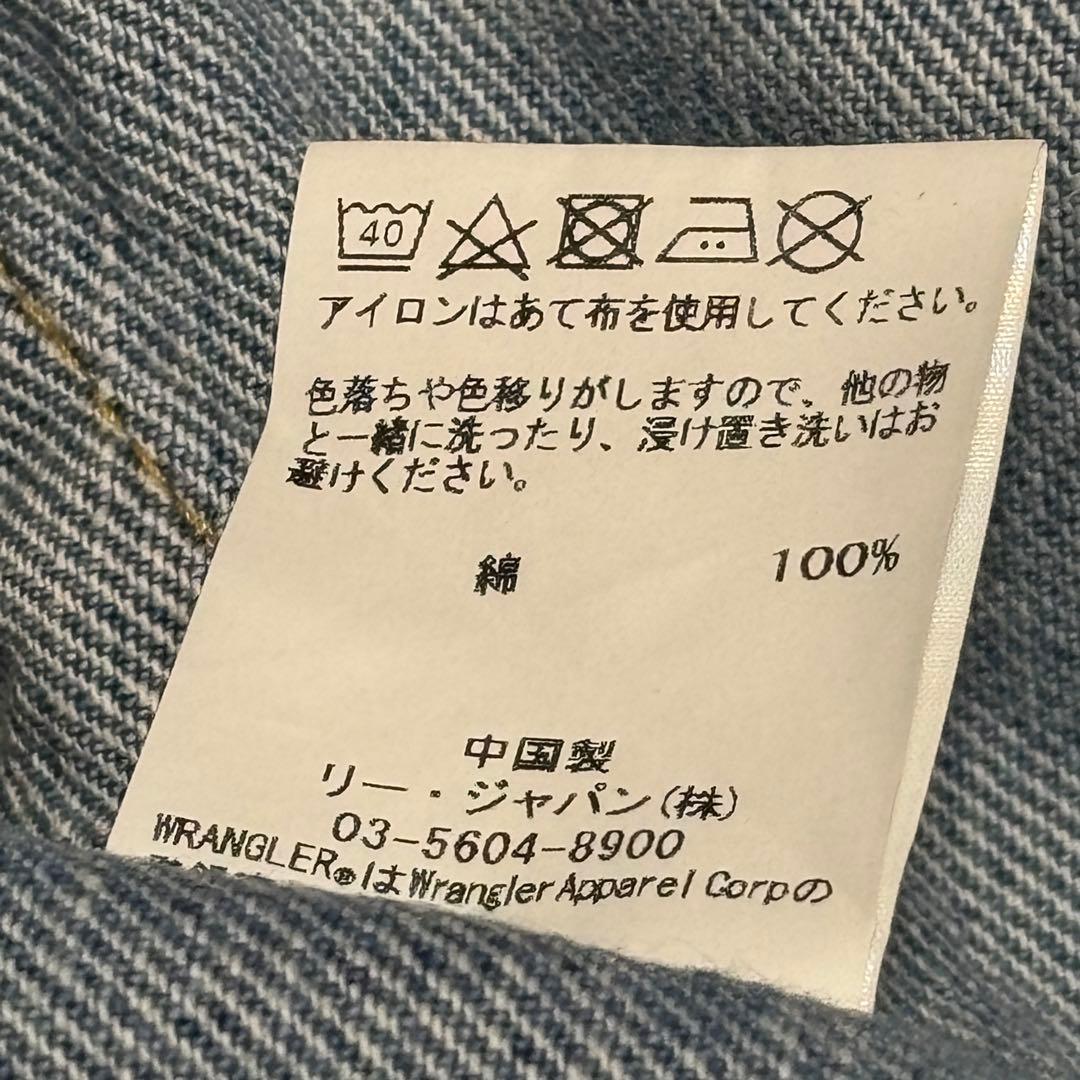 40
アイロンはあて布を使用してください。
色落ちや色移りがしますので、他の物
と一緒に洗ったり、浸け置き洗いはお
避けください。
綿 100%
中国製
リー・ジャパン(株)
03-5604-8900
WRANGLER®はWrangler Apparel Corpの